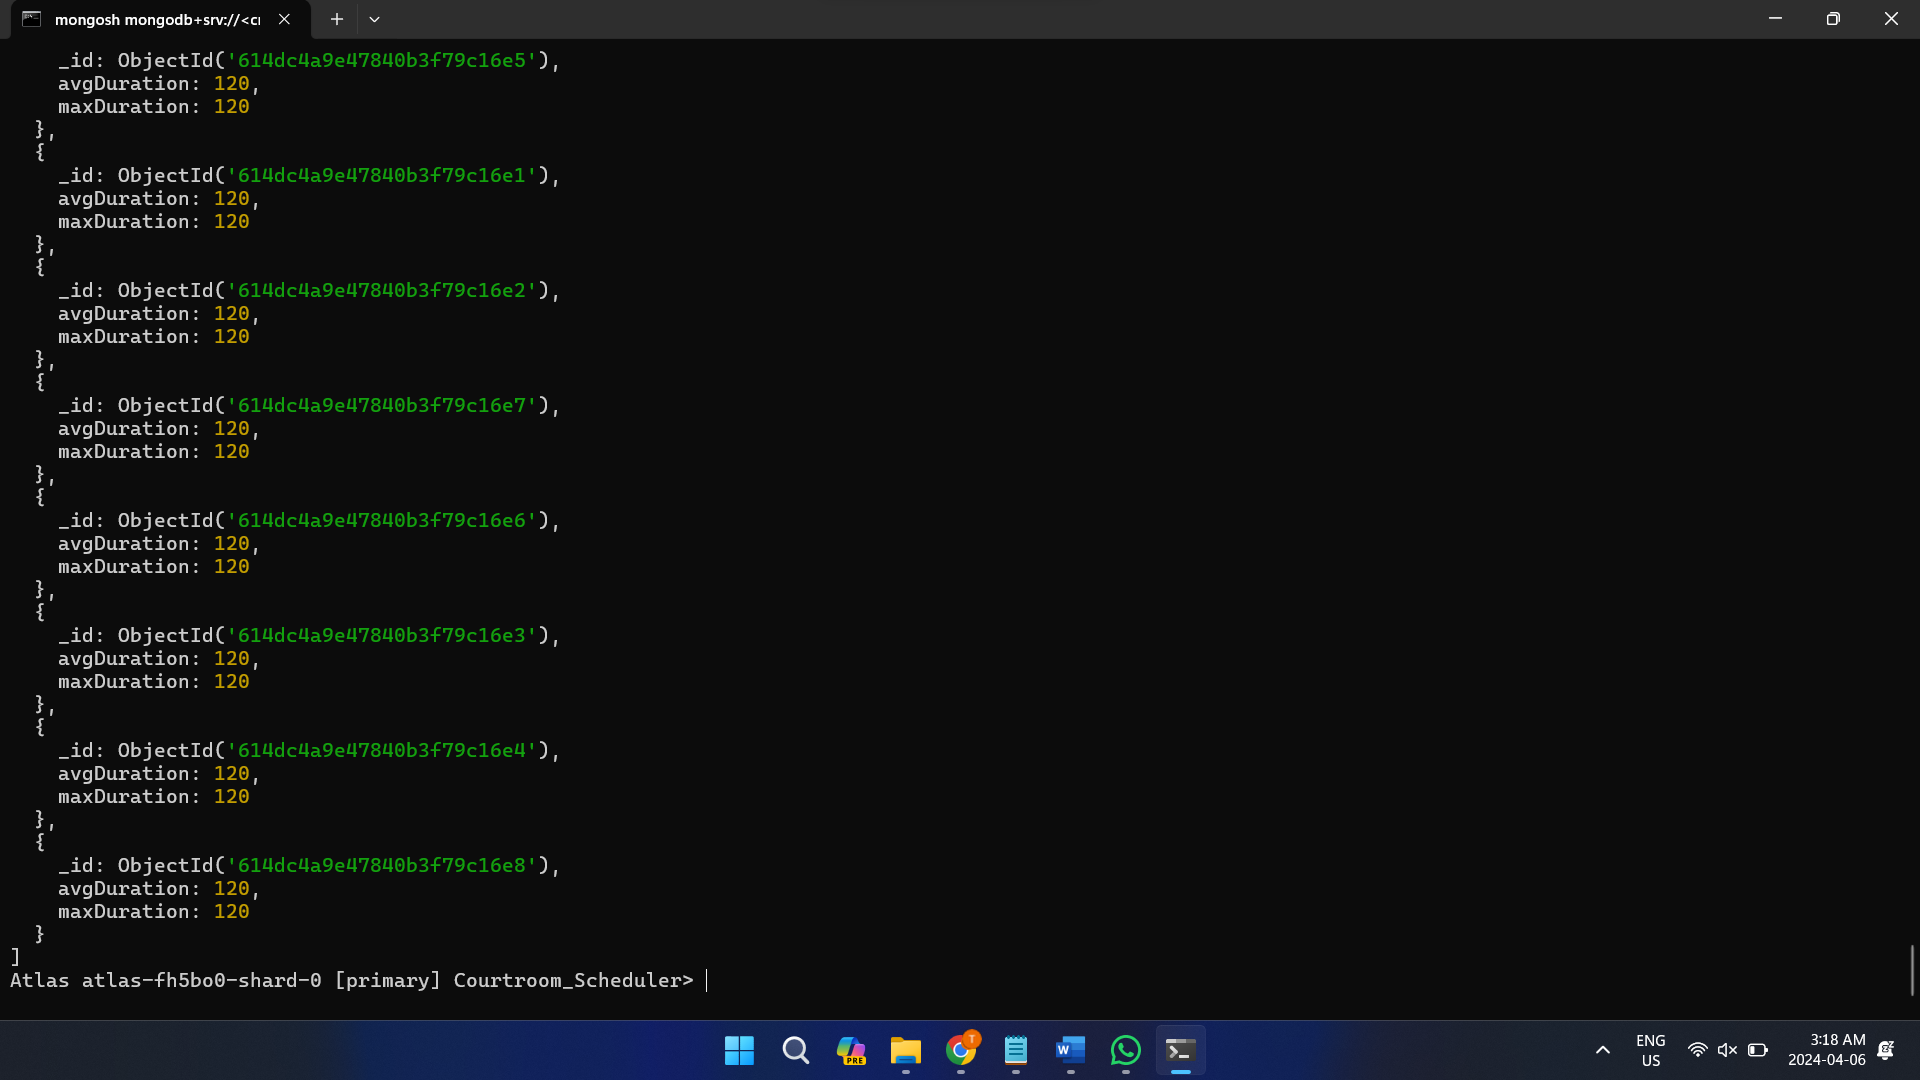 mongosh mongodb+srv://<cr
_id: ObjectId('614dc4a9e47840b3f79c16e5'),
avgDuration: 120,
maxDuration: 120
},
{
_id: ObjectId('614dc4a9e47840b3f79c16e1'),
avgDuration: 120,
maxDuration: 120
},
{
_id: ObjectId('614dc4a9e47840b3f79c16e2'),
avgDuration: 120,
maxDuration: 120
},
{
_id: ObjectId('614dc4a9e47840b3f79c16e7'),
avgDuration: 120,
maxDuration: 120
},
{
_id: ObjectId('614dc4a9e47840b3f79c16e6'),
avgDuration: 120,
maxDuration: 120
},
{
_id: ObjectId('614dc4a9e47840b3f79c16e3'),
avgDuration: 120,
maxDuration: 120
},
{
_id: ObjectId('614dc4a9e47840b3f79c16e4'),
avgDuration: 120,
maxDuration: 120
},
{
_id: ObjectId('614dc4a9e47840b3f79c16e8'),
avgDuration: 120,
maxDuration: 120
}
]
Atlas atlas-fh5bo0-shard-0 [primary] Courtroom_Scheduler>
PRE
T
W
ENG
US
3:18 AM
2024-04-06